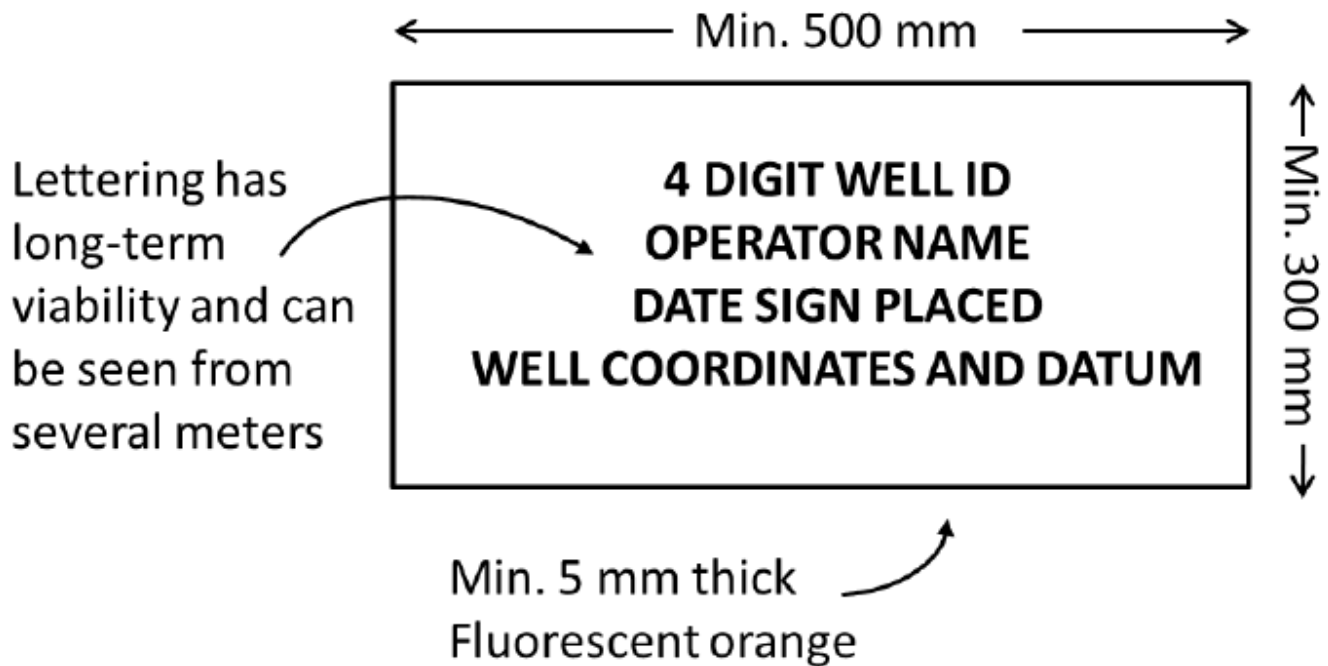 Min. 500 mm
Lettering has
long-term
viability and can
be seen from
several meters
4 DIGIT WELL ID
OPERATOR NAME
DATE SIGN PLACED
WELL COORDINATES AND DATUM
Min. 300 mm
Min. 5 mm thick
Fluorescent orange